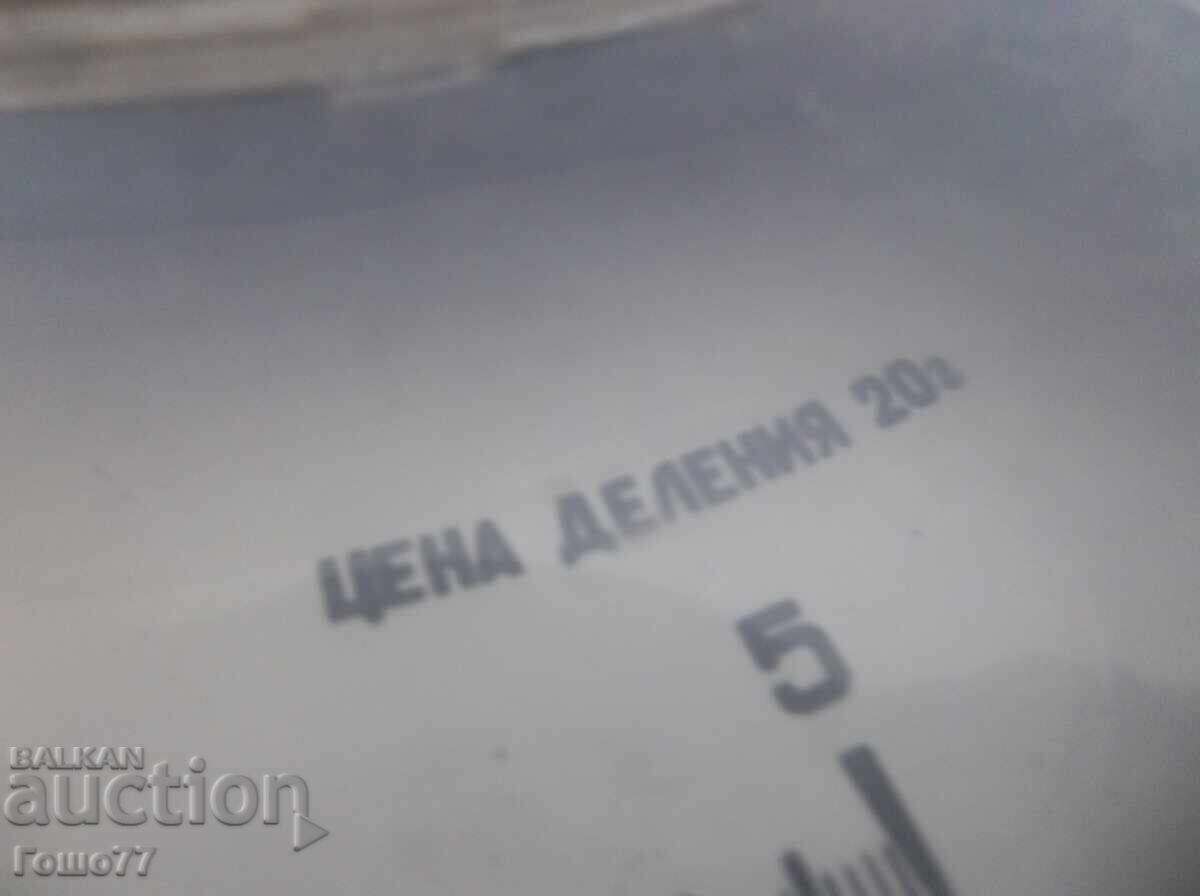 ЦЕНА ДЕЛЕНИЯ 20г
5
BALKAN
auction
Гошо77